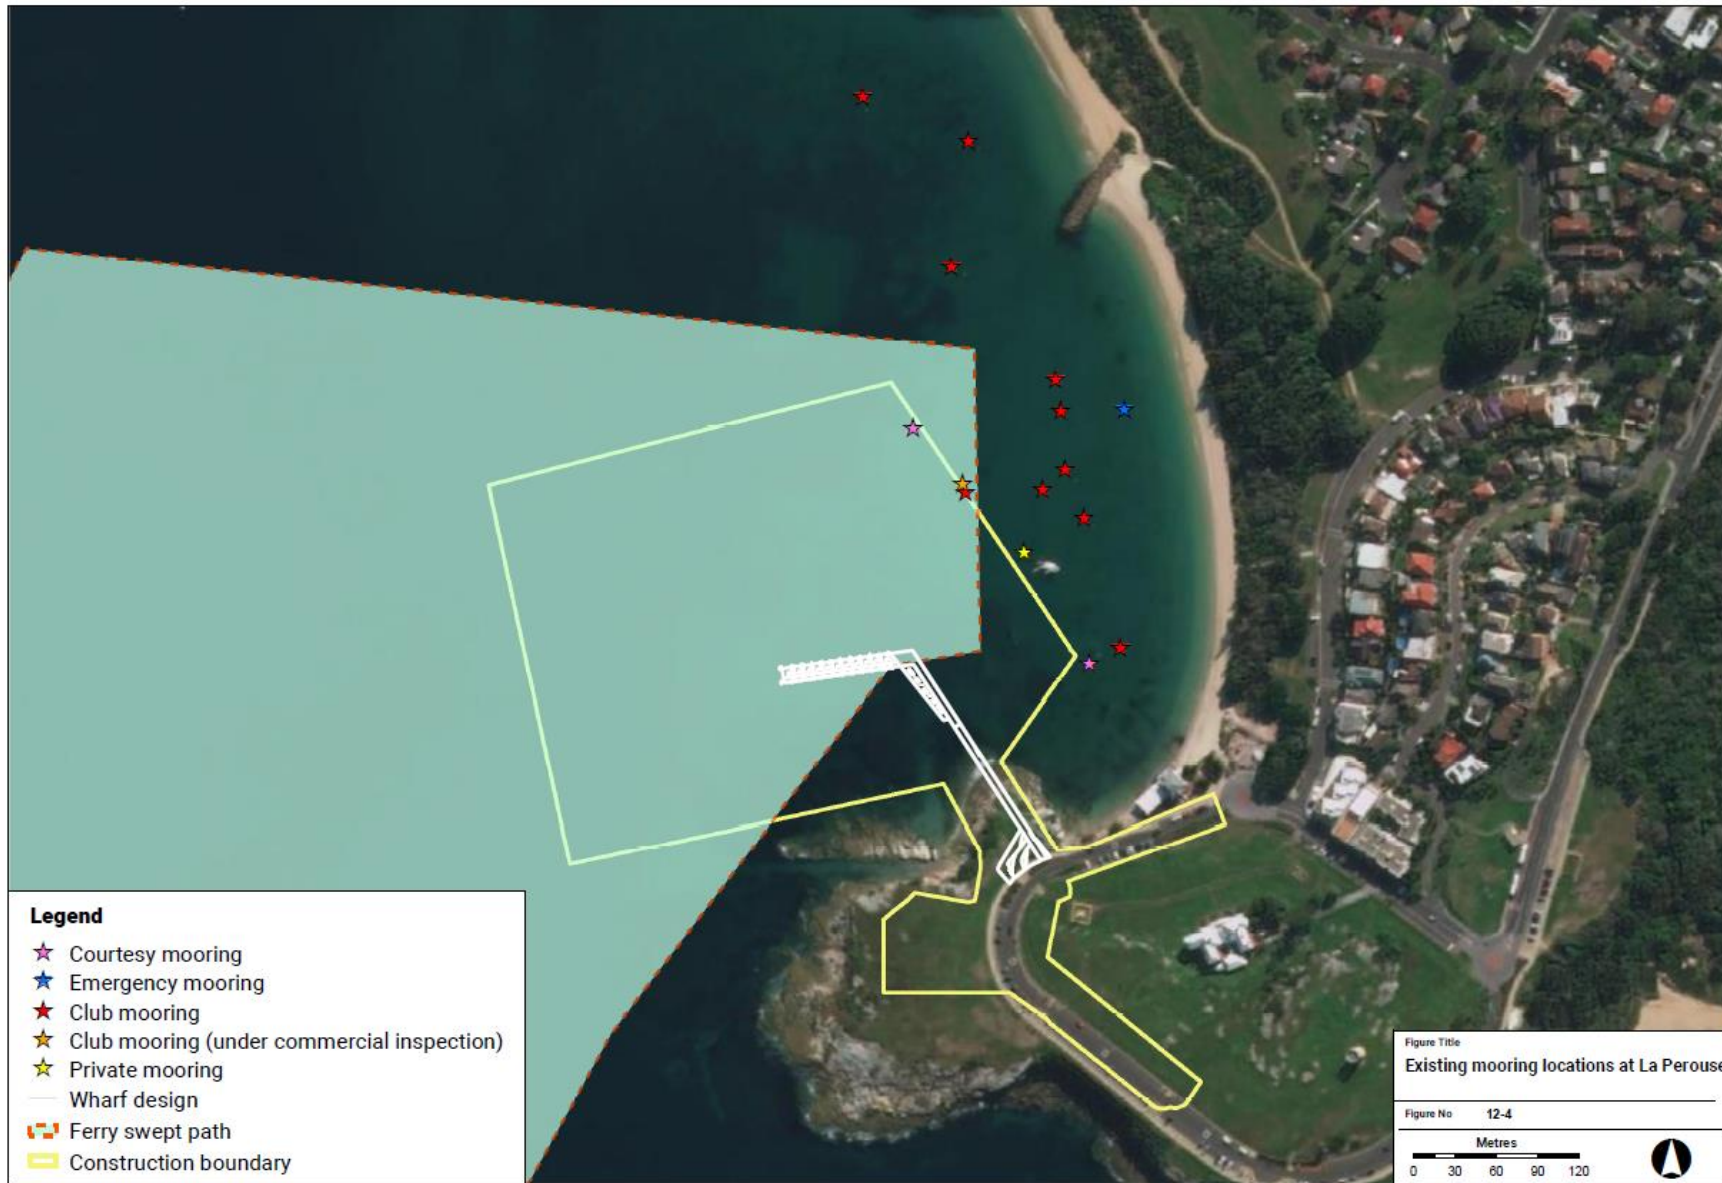 Legend
Courtesy mooring
Emergency mooring
Club mooring
Club mooring (under commercial inspection)
Private mooring
Wharf design
Ferry swept path
Construction boundary
Figure Title
Existing mooring locations at La Perouse
Figure No 12-4
Metres
0 30 60 90 120